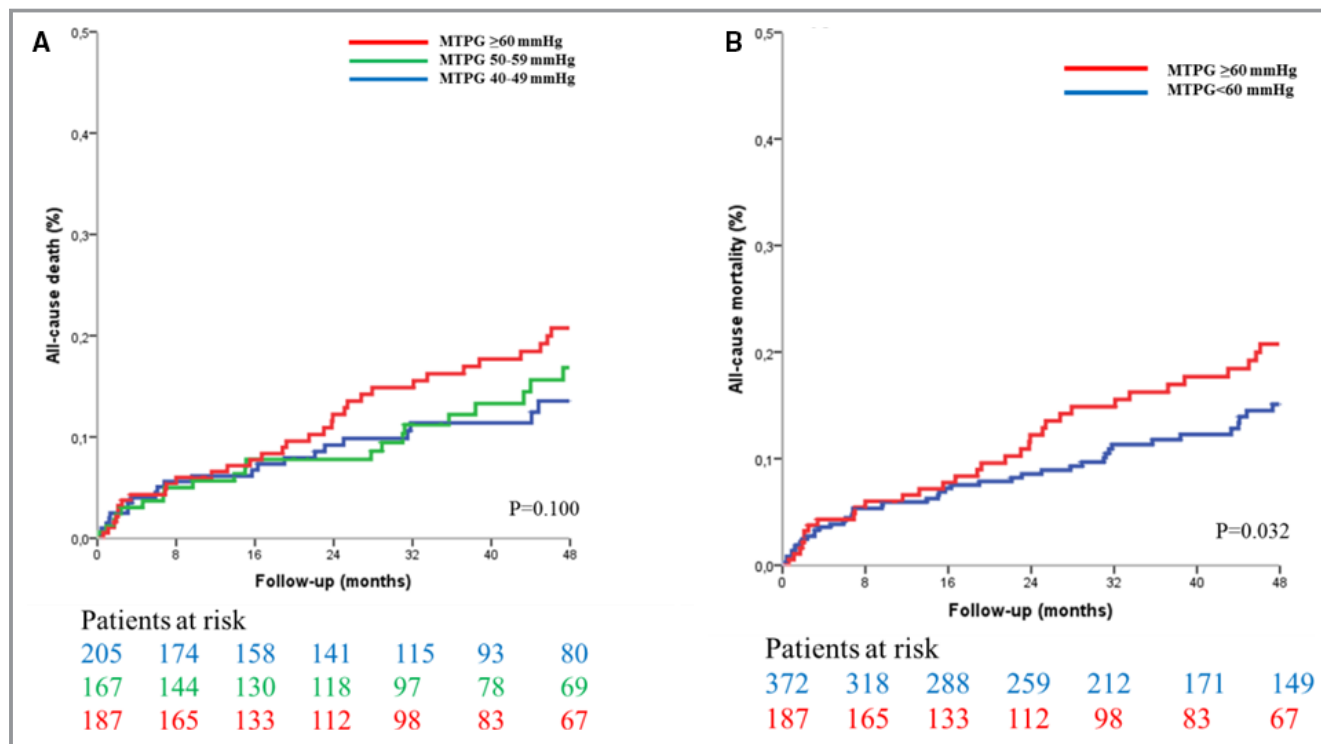 A
MTPG ≥60 mmHg
MTPG 50-59 mmHg
MTPG 40-49 mmHg
0,5
0,4
0,3
0,2
0,1
0,0
All-cause death (%)
P=0.100
0 8 16 24 32 40 48
Follow-up (months)
Patients at risk
205 174 158 141 115 93 80
167 144 130 118 97 78 69
187 165 133 112 98 83 67
B
MTPG ≥60 mmHg
MTPG<60 mmHg
0,5
0,4
0,3
0,2
0,1
0,0
All-cause mortality (%)
P=0.032
0 8 16 24 32 40 48
Follow-up (months)
Patients at risk
372 318 288 259 212 171 149
187 165 133 112 98 83 67